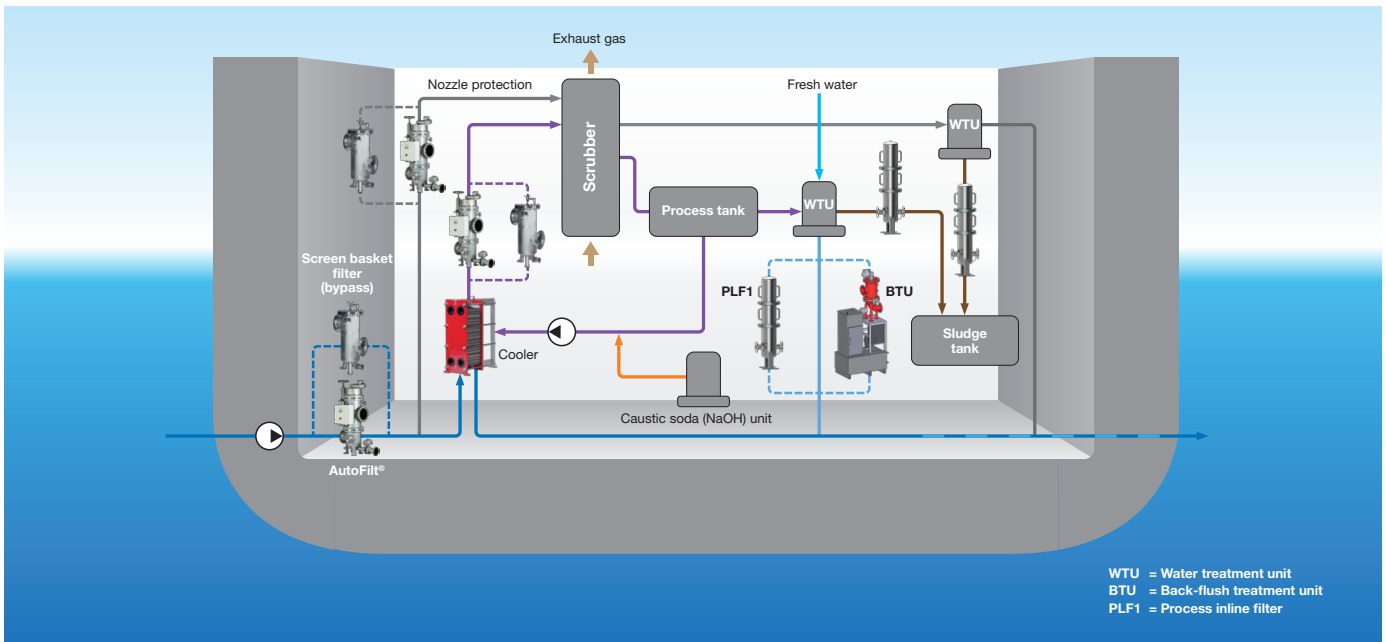 Exhaust gas
Nozzle protection
Fresh water
WTU
Scrubber
Process tank
WTU
Screen basket
filter
(bypass)
PLF1
BTU
Sludge
tank
Cooler
Caustic soda (NaOH) unit
AutoFilt®
WTU = Water treatment unit
BTU = Back-flush treatment unit
PLF1 = Process inline filter